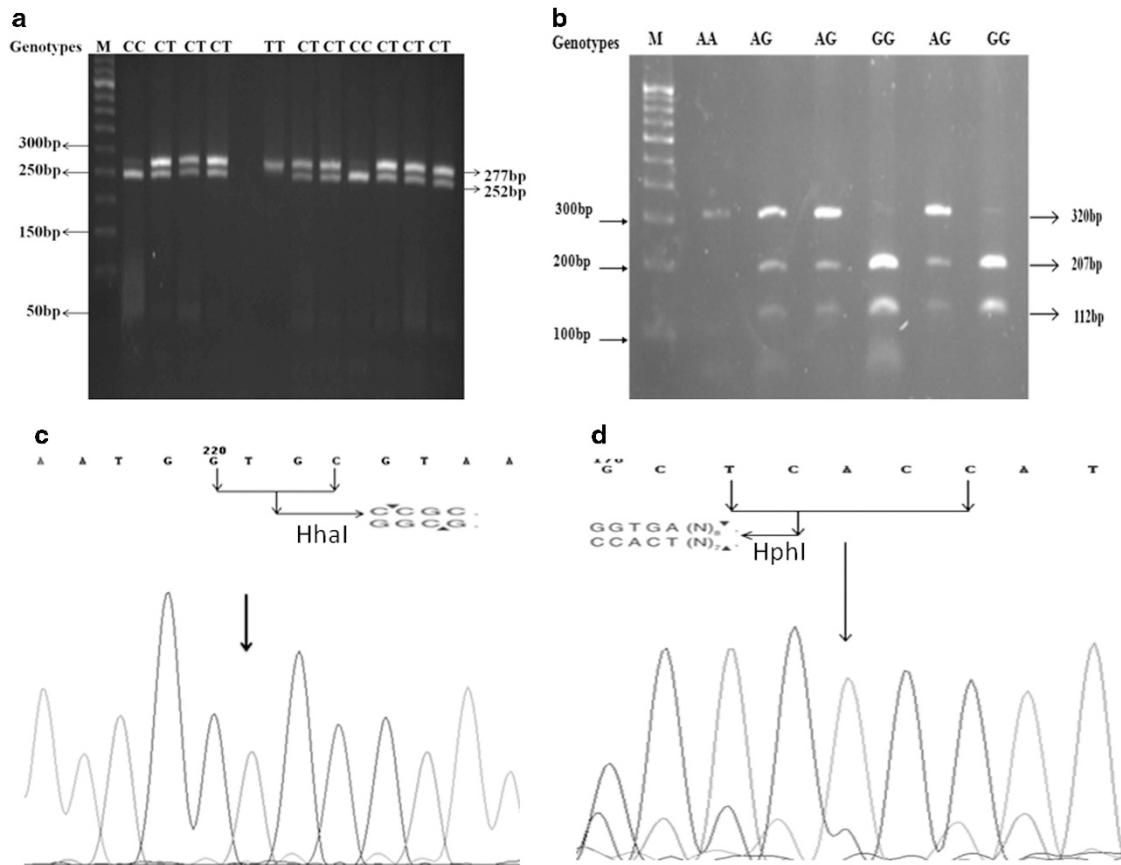 a
Genotypes M CC CT CT CT TT CT CT CC CT CT CT
300bp
250bp
277bp
252bp
150bp
50bp
b
Genotypes M AA AG AG GG AG GG
300bp
320bp
200bp
207bp
112bp
100bp
c
220
A A T G G T G C G T A A
HhaI
C C G C
G G C G
d
G C T C A C C A T
GGTGA (N)8
CCACT (N)7
HphI